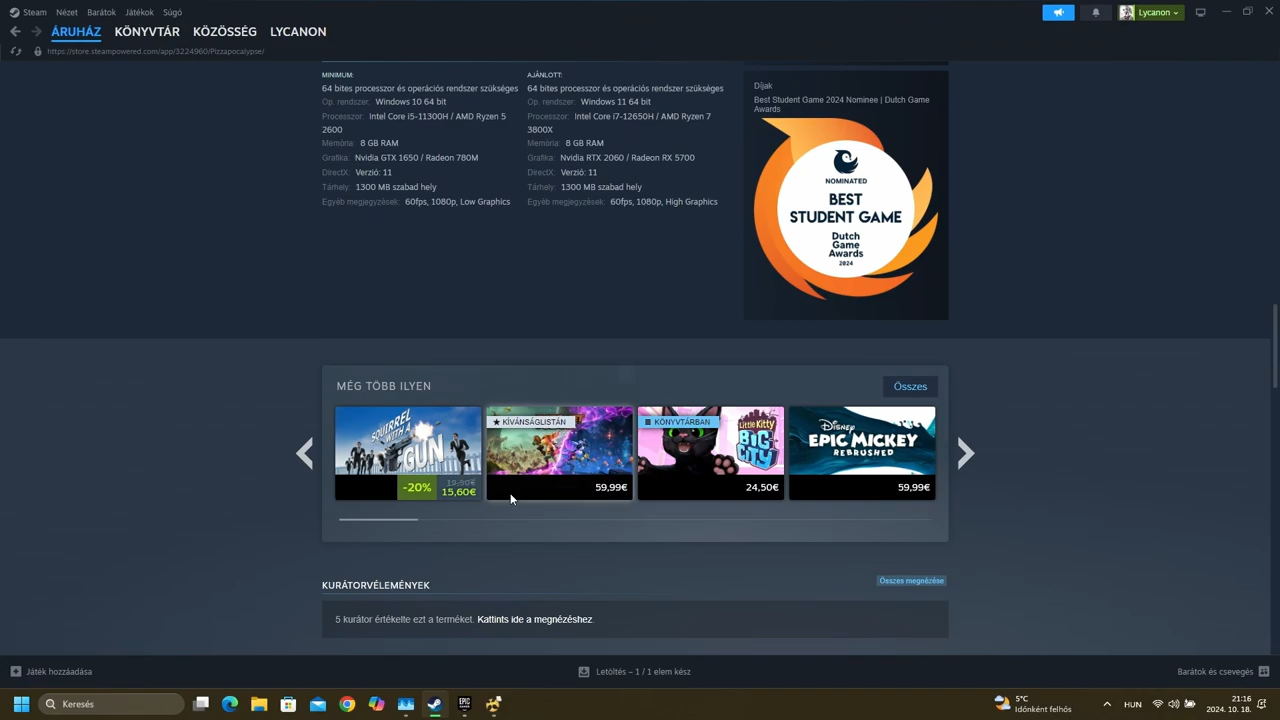 Steam Nézet Barátok Játékok Súgó
Lycanon
ÁRUHÁZ KÖNYVTÁR KÖZÖSSÉG LYCANON
https://store.steampowered.com/app/3224960/Pizzapocalypse/
MINIMUM:
64 bites processzor és operációs rendszer szükséges
Op. rendszer: Windows 10 64 bit
Processzor: Intel Core i5-11300H / AMD Ryzen 5
2600
Memória: 8 GB RAM
Grafika: Nvidia GTX 1650 / Radeon 780M
DirectX: Verzió: 11
Tárhely: 1300 MB szabad hely
Egyéb megjegyzések: 60fps, 1080p, Low Graphics
AJÁNLOTT:
64 bites processzor és operációs rendszer szükséges
Op. rendszer: Windows 11 64 bit
Processzor: Intel Core i7-12650H / AMD Ryzen 7
3800X
Memória: 8 GB RAM
Grafika: Nvidia RTX 2060 / Radeon RX 5700
DirectX: Verzió: 11
Tárhely: 1300 MB szabad hely
Egyéb megjegyzések: 60fps, 1080p, High Graphics
Díjak
Best Student Game 2024 Nominee | Dutch Game
Awards
NOMINATED
BEST
STUDENT GAME
Dutch
Game
Awards
2024
MÉG TÖBB ILYEN
Összes
SQUIRREL
WITH A
GUN
-20%
19,50€
15,60€
KÍVÁNSÁGLISTÁN
59,99€
KÖNYVTÁRBAN
Little Kitty
BIG
CITY
24,50€
Disney
EPIC MICKEY
REBRUSHED
59,99€
KURÁTORVÉLEMÉNYEK
Összes megnézése
5 kurátor értékelte ezt a terméket. Kattints ide a megnézéshez.
Játék hozzáadása
Letöltés – 1 / 1 elem kész
Barátok és csevegés
Keresés
EPIC
5°C
Időnként felhős
HUN
21:16
2024. 10. 18.